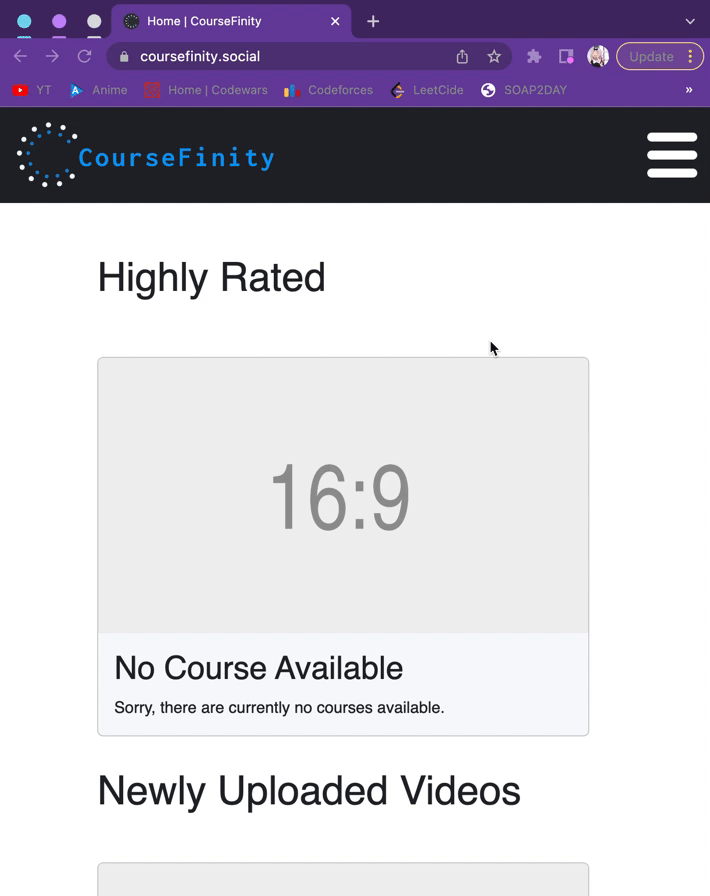 Home | CourseFinity
coursefinity.social
Update
YT
Anime
Home | Codewars
Codeforces
LeetCide
SOAP2DAY
»
CourseFinity
Highly Rated
16:9
No Course Available
Sorry, there are currently no courses available.
Newly Uploaded Videos